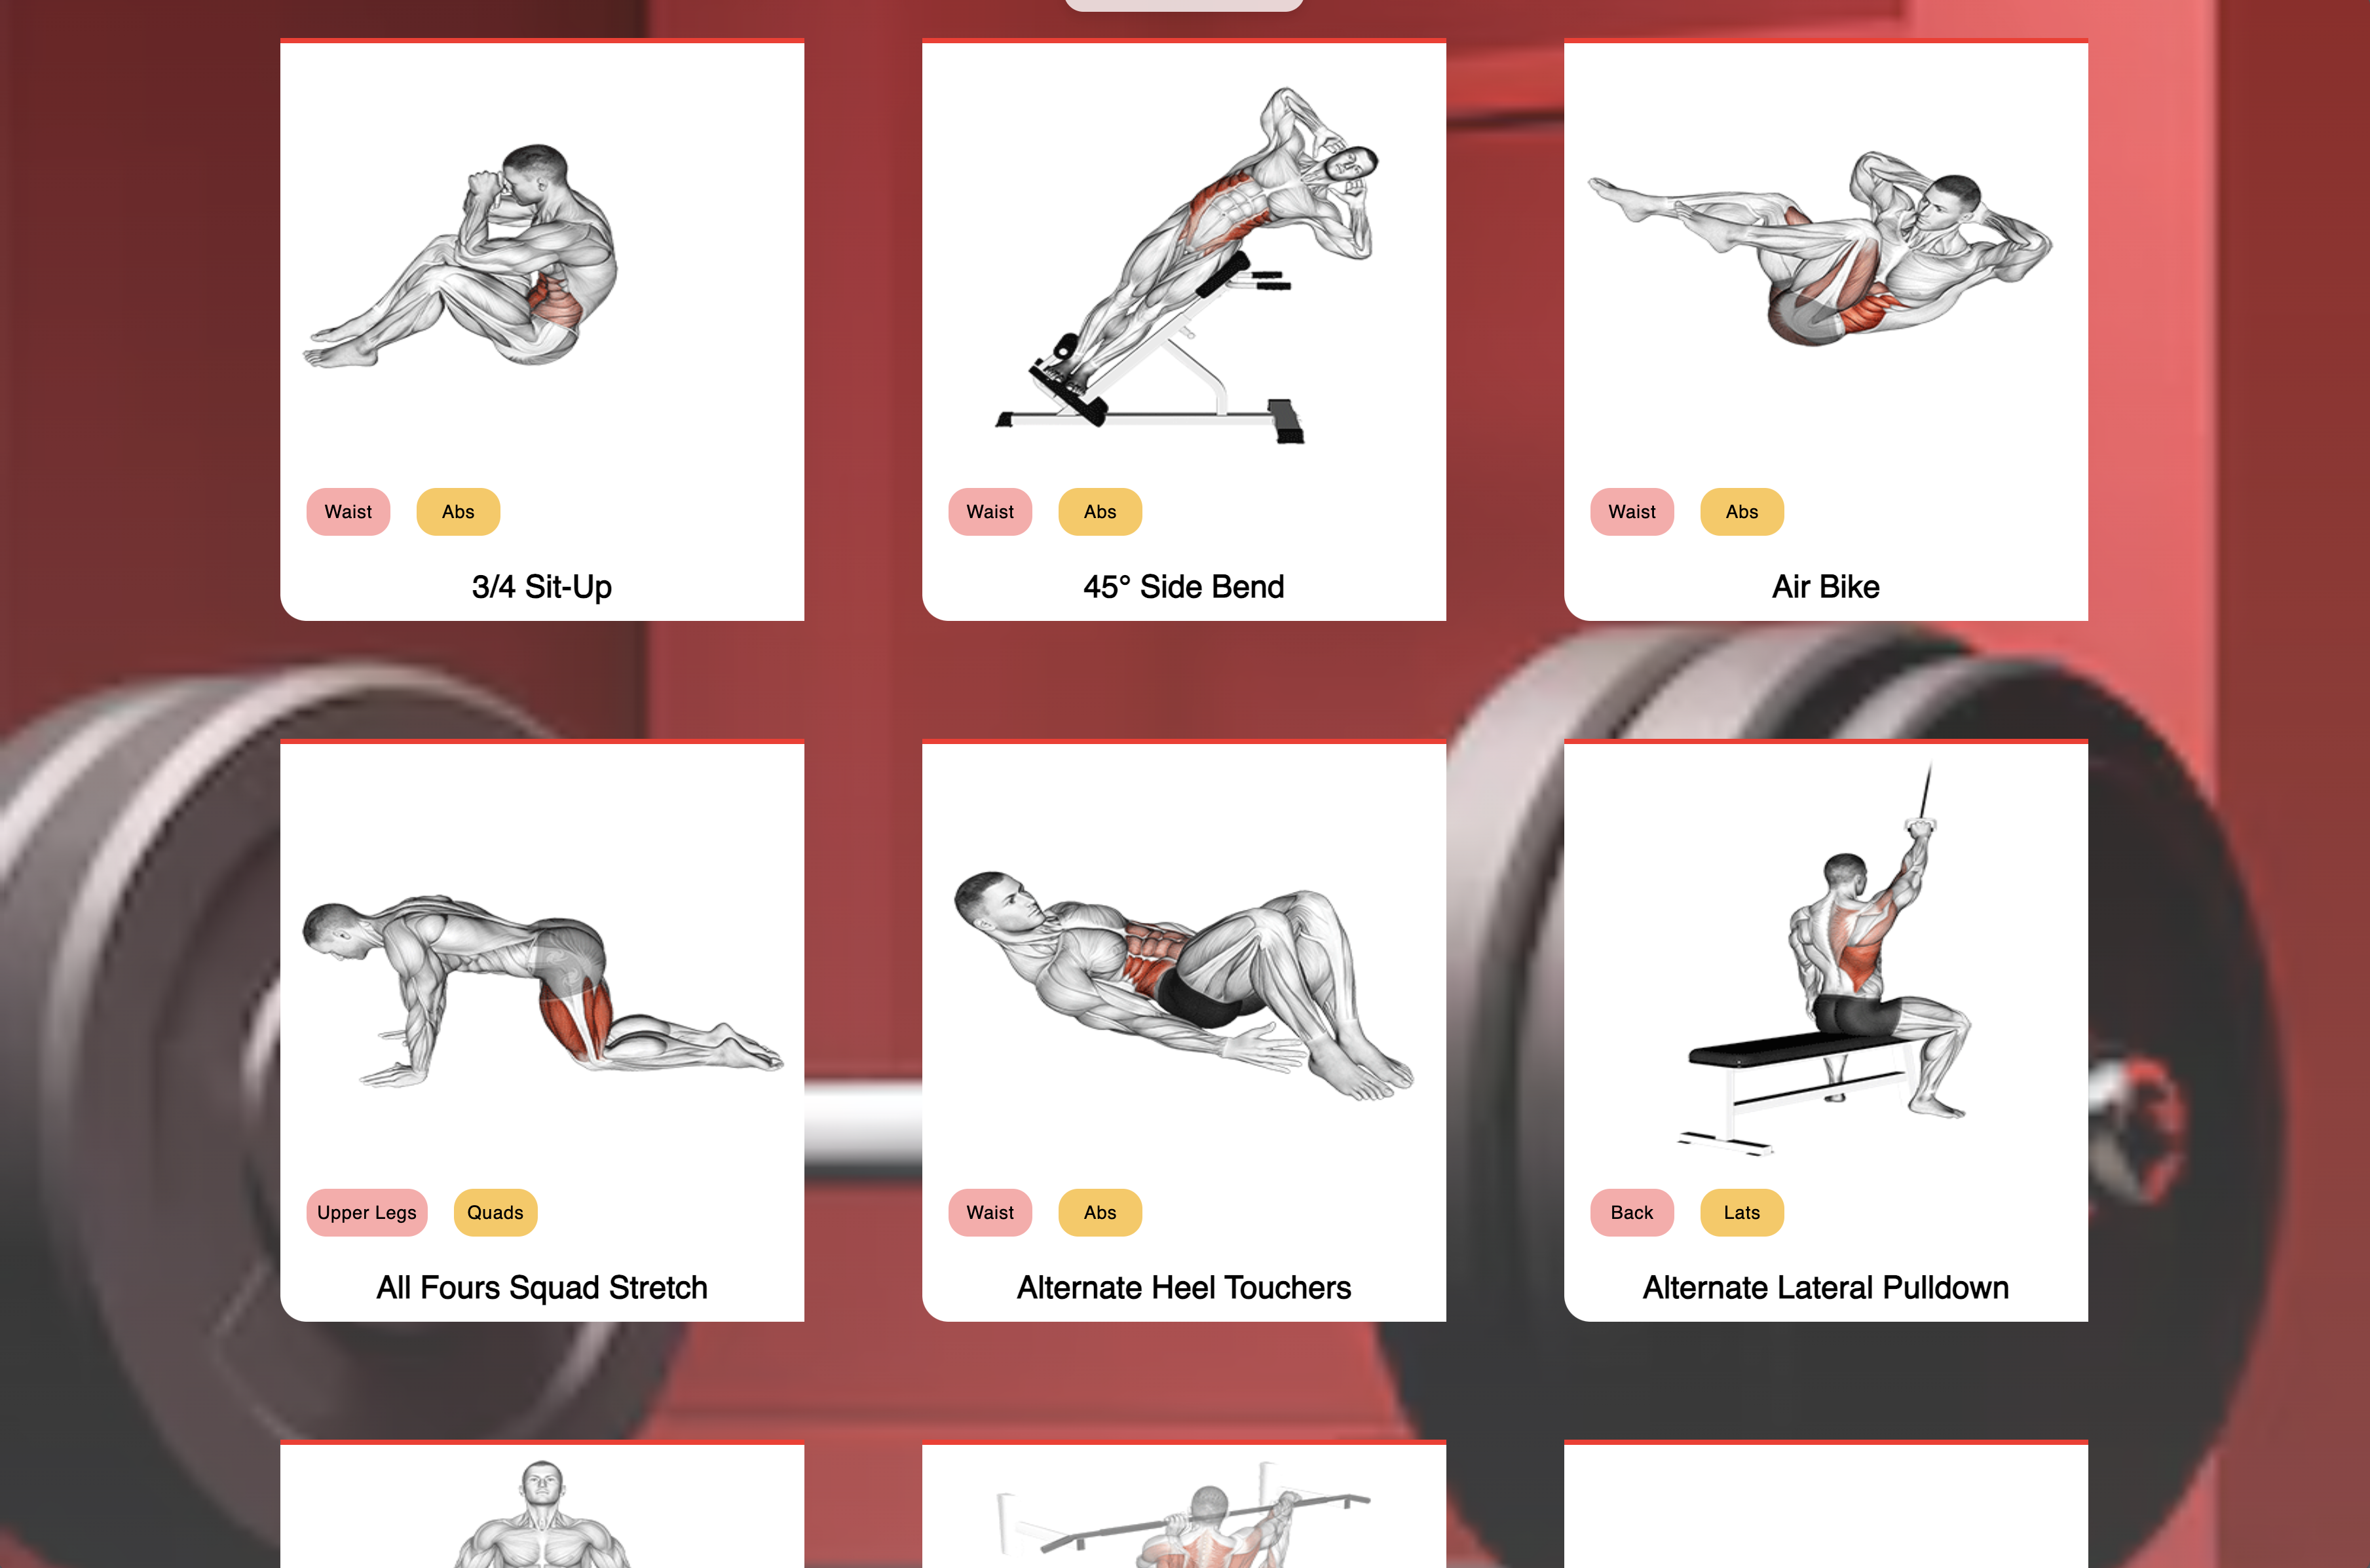 Waist Abs
3/4 Sit-Up
Waist Abs
45° Side Bend
Waist Abs
Air Bike
Upper Legs Quads
All Fours Squad Stretch
Waist Abs
Alternate Heel Touchers
Back Lats
Alternate Lateral Pulldown